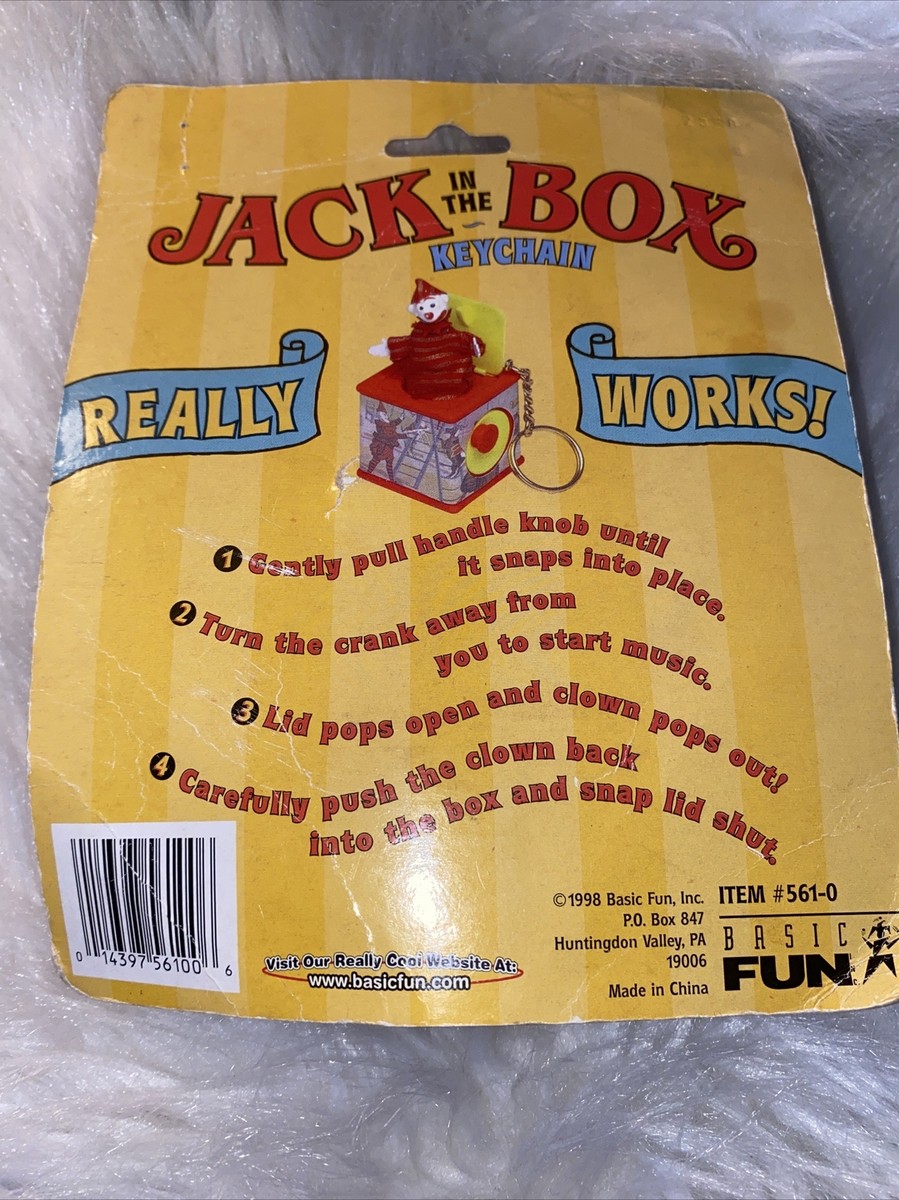 JACK IN THE BOX
KEYCHAIN
REALLY WORKS!
1 Gently pull handle knob until
it snaps into place.
2 Turn the crank away from
you to start music.
3 Lid pops open and clown pops out!
4 Carefully push the clown back
into the box and snap lid shut.
0 14397 56100 6
Visit Our Really Cool Website At:
www.basicfun.com
©1998 Basic Fun, Inc.
P.O. Box 847
Huntingdon Valley, PA
19006
Made in China
ITEM #561-0
BASIC
FUN